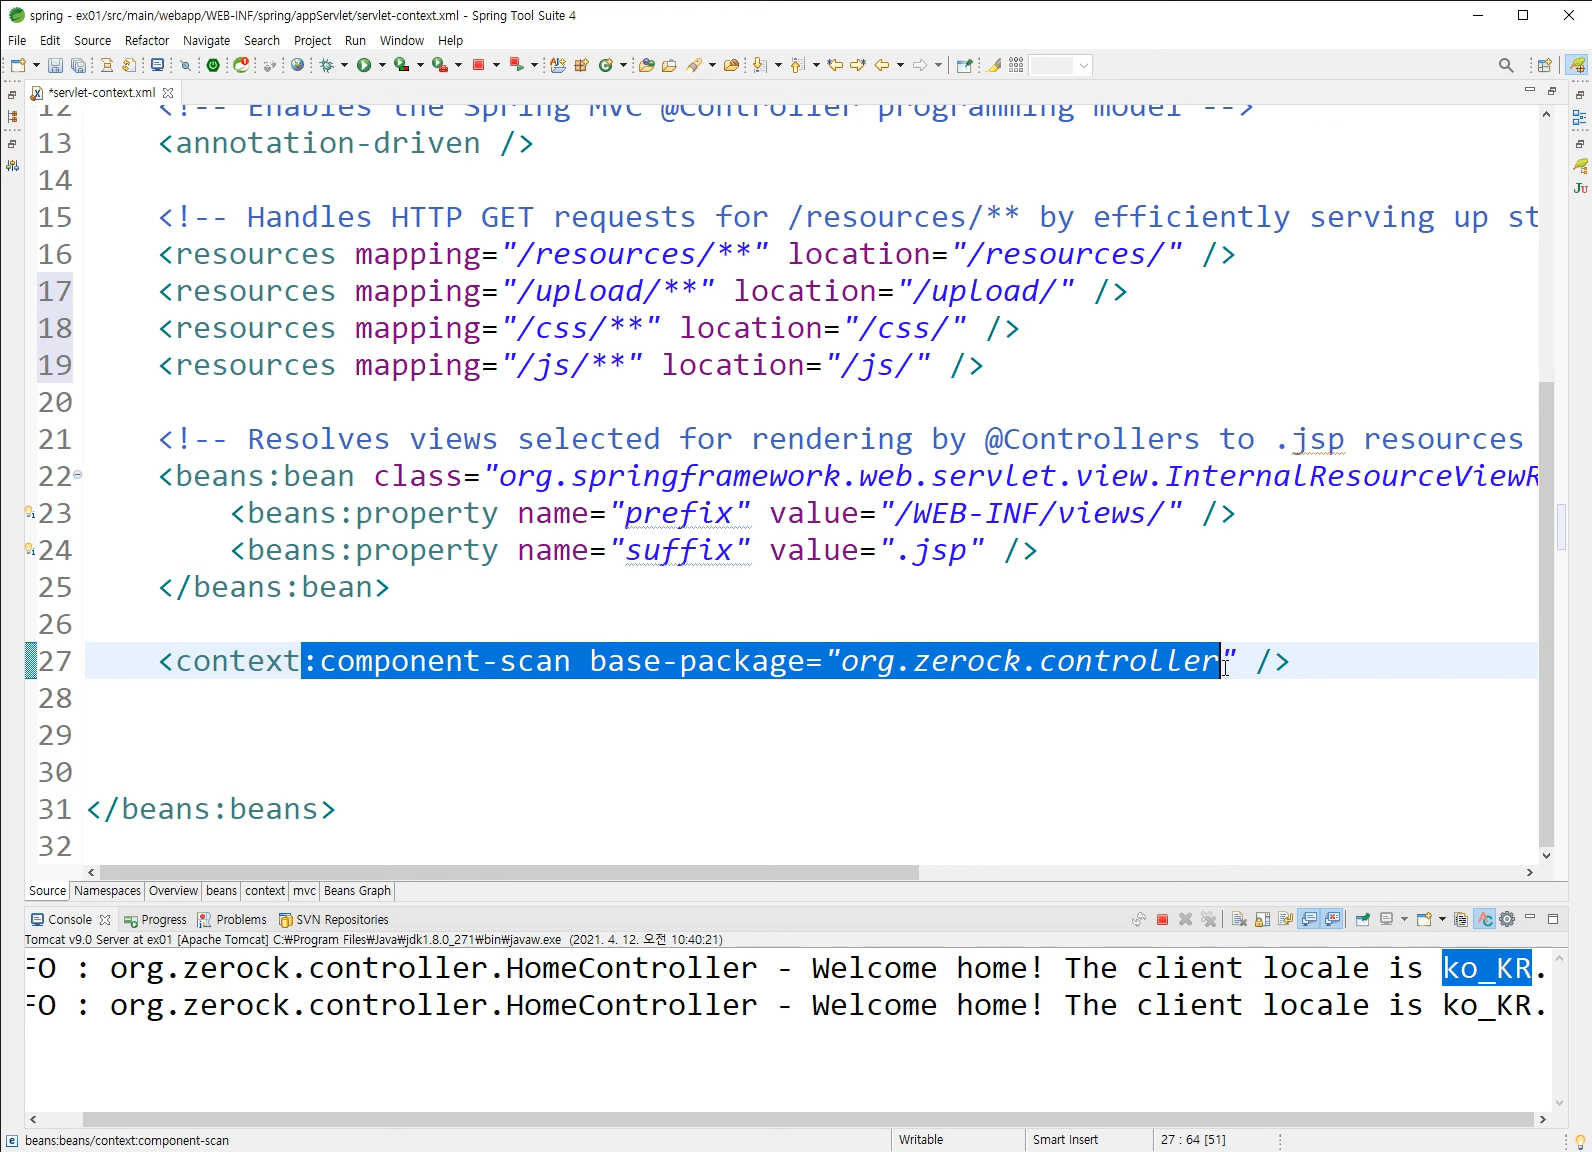 spring - ex01/src/main/webapp/WEB-INF/spring/appServlet/servlet-context.xml - Spring Tool Suite 4
File Edit Source Refactor Navigate Search Project Run Window Help
*servlet-context.xml
12 <!-- Enables the Spring MVC @Controller programming model -->
13 <annotation-driven />
14
15 <!-- Handles HTTP GET requests for /resources/** by efficiently serving up st
16 <resources mapping="/resources/**" location="/resources/" />
17 <resources mapping="/upload/**" location="/upload/" />
18 <resources mapping="/css/**" location="/css/" />
19 <resources mapping="/js/**" location="/js/" />
20
21 <!-- Resolves views selected for rendering by @Controllers to .jsp resources
22 <beans:bean class="org.springframework.web.servlet.view.InternalResourceViewR
23 <beans:property name="prefix" value="/WEB-INF/views/" />
24 <beans:property name="suffix" value=".jsp" />
25 </beans:bean>
26
27 <context:component-scan base-package="org.zerock.controller" />
28
29
30
31 </beans:beans>
32
Source Namespaces Overview beans context mvc Beans Graph
Console Progress Problems SVN Repositories
Tomcat v9.0 Server at ex01 [Apache Tomcat] C:₩Program Files₩Java₩jdk1.8.0_271₩bin₩javaw.exe (2021. 4. 12. 오전 10:40:21)
FO : org.zerock.controller.HomeController - Welcome home! The client locale is ko_KR.
FO : org.zerock.controller.HomeController - Welcome home! The client locale is ko_KR.
beans:beans/context:component-scan Writable Smart Insert 27 : 64 [51]